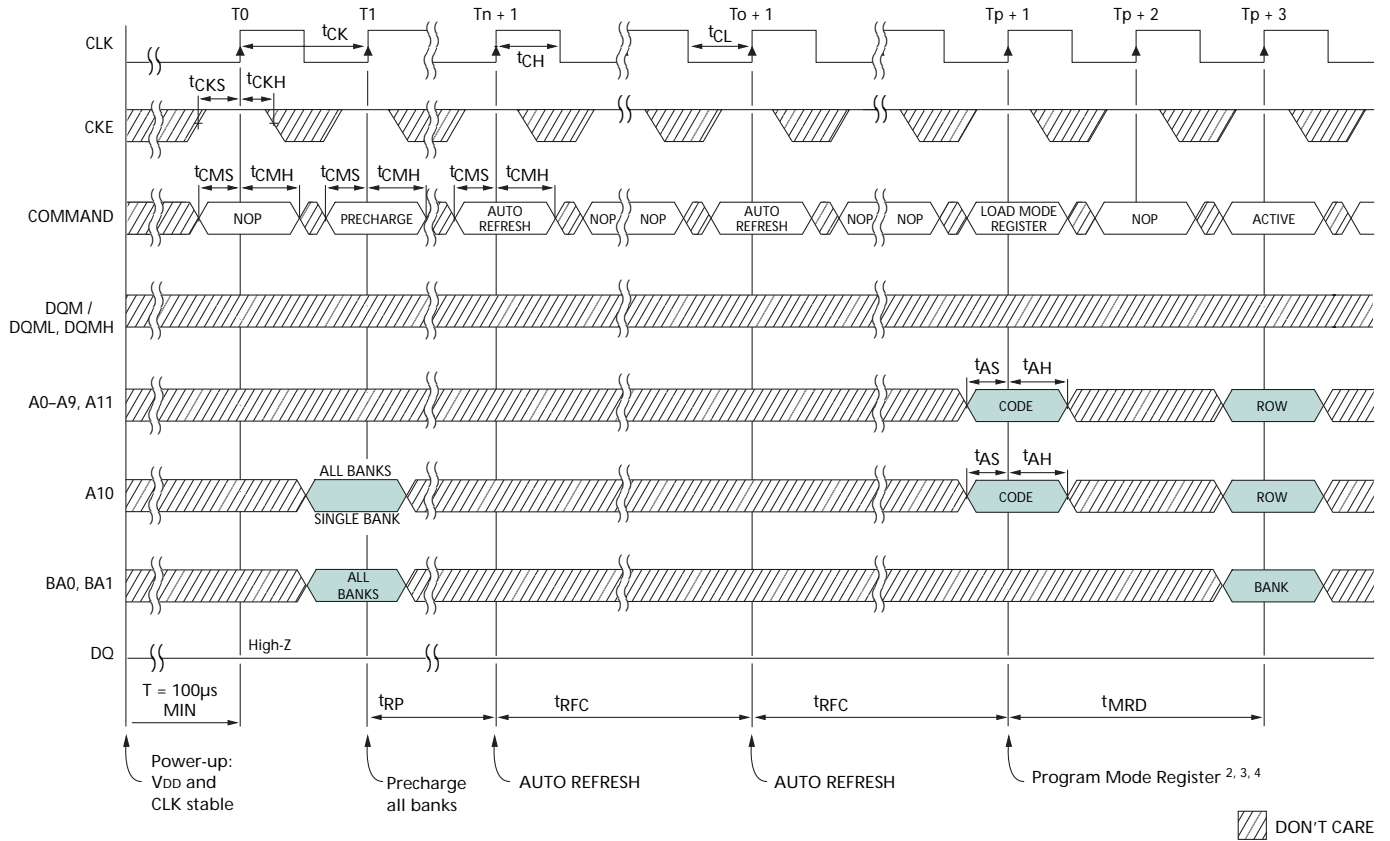 T0 T1 Tn + 1 To + 1 Tp + 1 Tp + 2 Tp + 3
CLK
tCK
tCH
tCL
tCKS tCKH
CKE
tCMS tCMH tCMS tCMH tCMS tCMH
COMMAND
NOP
PRECHARGE
AUTO
REFRESH
NOP
NOP
AUTO
REFRESH
NOP
NOP
LOAD MODE
REGISTER
NOP
ACTIVE
DQM /
DQML, DQMH
tAS tAH
A0–A9, A11
CODE
ROW
ALL BANKS
tAS tAH
A10
CODE
ROW
SINGLE BANK
BA0, BA1
ALL
BANKS
BANK
DQ
High-Z
T = 100µs
MIN
tRP
tRFC
tRFC
tMRD
Power-up:
VDD and
CLK stable
Precharge
all banks
AUTO REFRESH
AUTO REFRESH
Program Mode Register 2, 3, 4
DON'T CARE